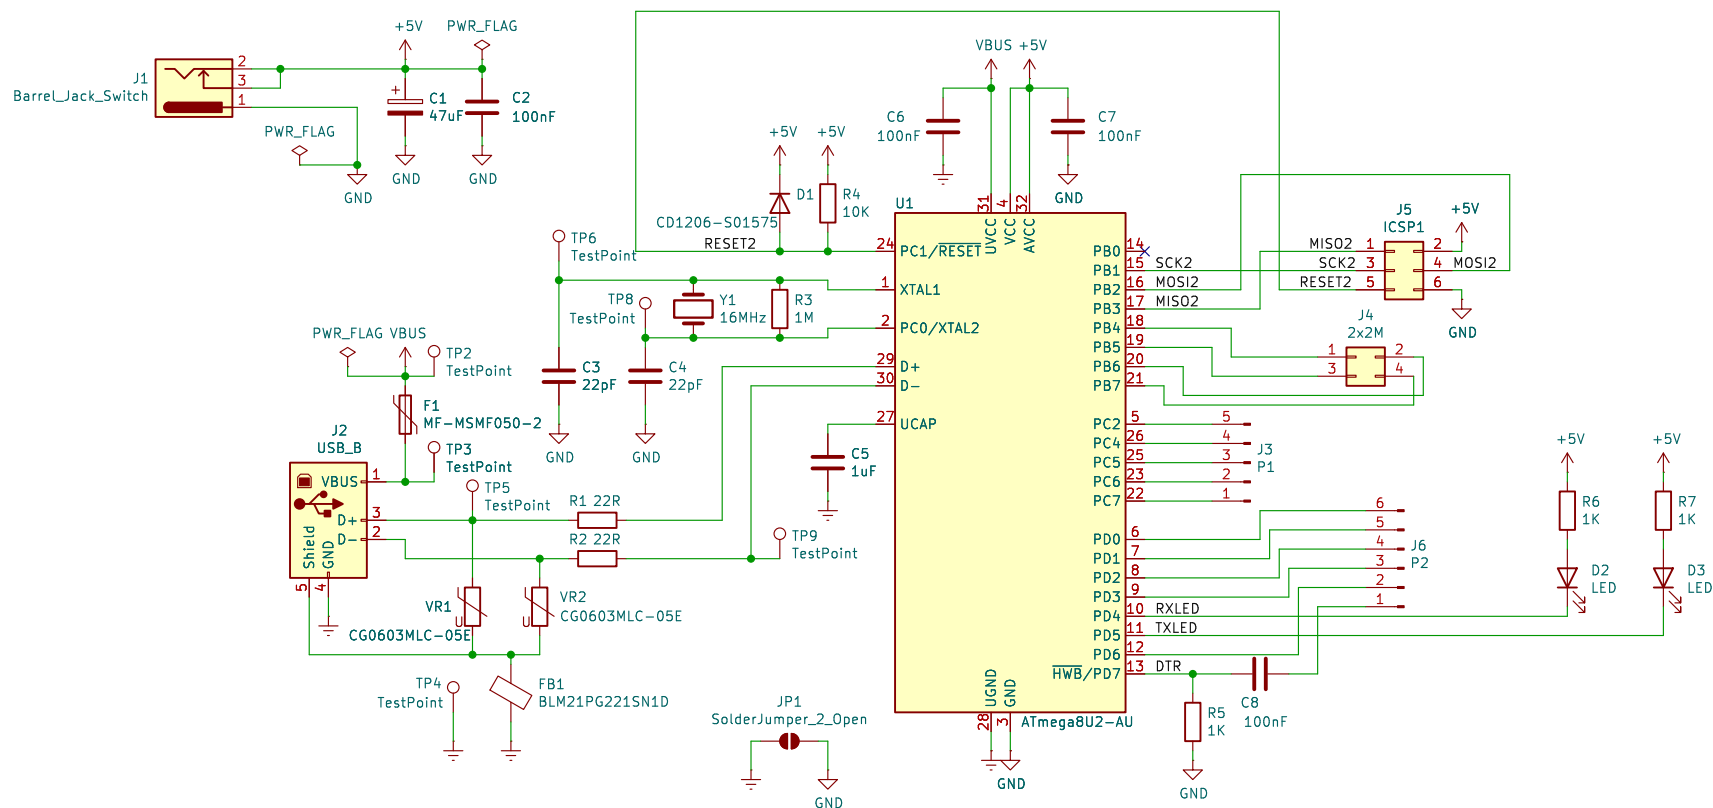 +5V
PWR_FLAG
J1
Barrel_Jack_Switch
2
3
1
+
C1
47uF
C2
100nF
PWR_FLAG
GND
GND
GND
VBUS
+5V
C6
100nF
C7
100nF
GND
+5V
+5V
D1
CD1206-S01575
R4
10K
RESET2
U1
31
4
32
UVCC
VCC
AVCC
24
PC1/RESET
1
XTAL1
2
PC0/XTAL2
29
D+
30
D-
27
UCAP
PB0
14
PB1
15
SCK2
PB2
16
MOSI2
PB3
17
MISO2
PB4
18
PB5
19
PB6
20
PB7
21
PC2
5
PC4
26
PC5
25
PC6
23
PC7
22
PD0
6
PD1
7
PD2
8
PD3
9
PD4
10
RXLED
PD5
11
TXLED
PD6
12
HWB/PD7
13
DTR
UGND
GND
28
3
ATmega8U2-AU
GND
J5
ICSP1
+5V
MISO2
1
2
SCK2
3
4
MOSI2
RESET2
5
6
GND
J4
2x2M
1
2
3
4
5
4
3
2
1
J3
P1
6
5
4
3
2
1
J6
P2
+5V
R6
1K
D2
LED
+5V
R7
1K
D3
LED
C8
100nF
R5
1K
GND
TP6
TestPoint
TP8
TestPoint
Y1
16MHz
R3
1M
C3
22pF
C4
22pF
GND
GND
C5
1uF
PWR_FLAG
VBUS
TP2
TestPoint
F1
MF-MSMF050-2
J2
USB_B
TP3
TestPoint
VBUS
1
D+
3
D-
2
Shield
GND
5
4
TP5
TestPoint
R1 22R
R2 22R
TP9
TestPoint
VR1
U
CG0603MLC-05E
VR2
U
CG0603MLC-05E
TP4
TestPoint
FB1
BLM21PG221SN1D
JP1
SolderJumper_2_Open
GND